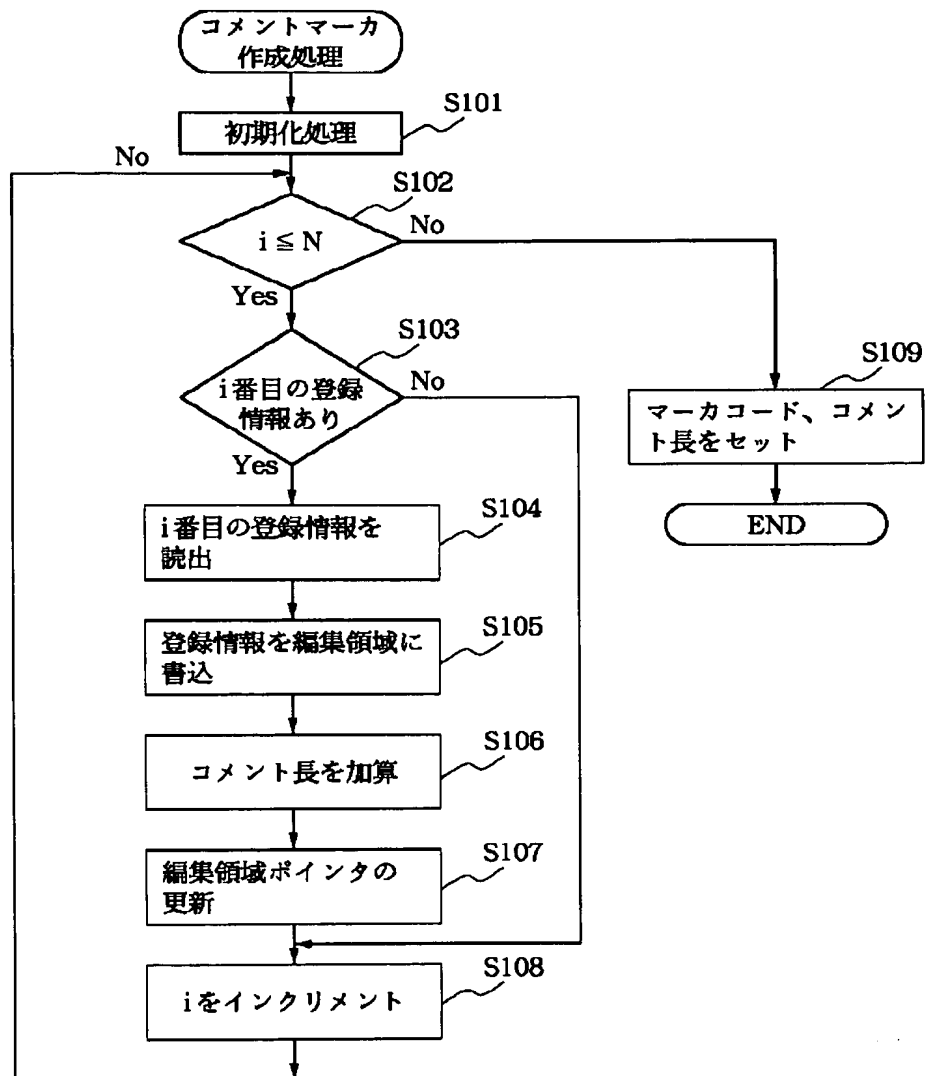 コメントマーカ
作成処理
S101
初期化処理
No
S102
i≦N
No
Yes
S103
i番目の登録
情報あり
No
Yes
S109
マーカコード、コメン
ト長をセット
END
S104
i番目の登録情報を
読出
S105
登録情報を編集領域に
書込
S106
コメント長を加算
S107
編集領域ポインタの
更新
S108
iをインクリメント